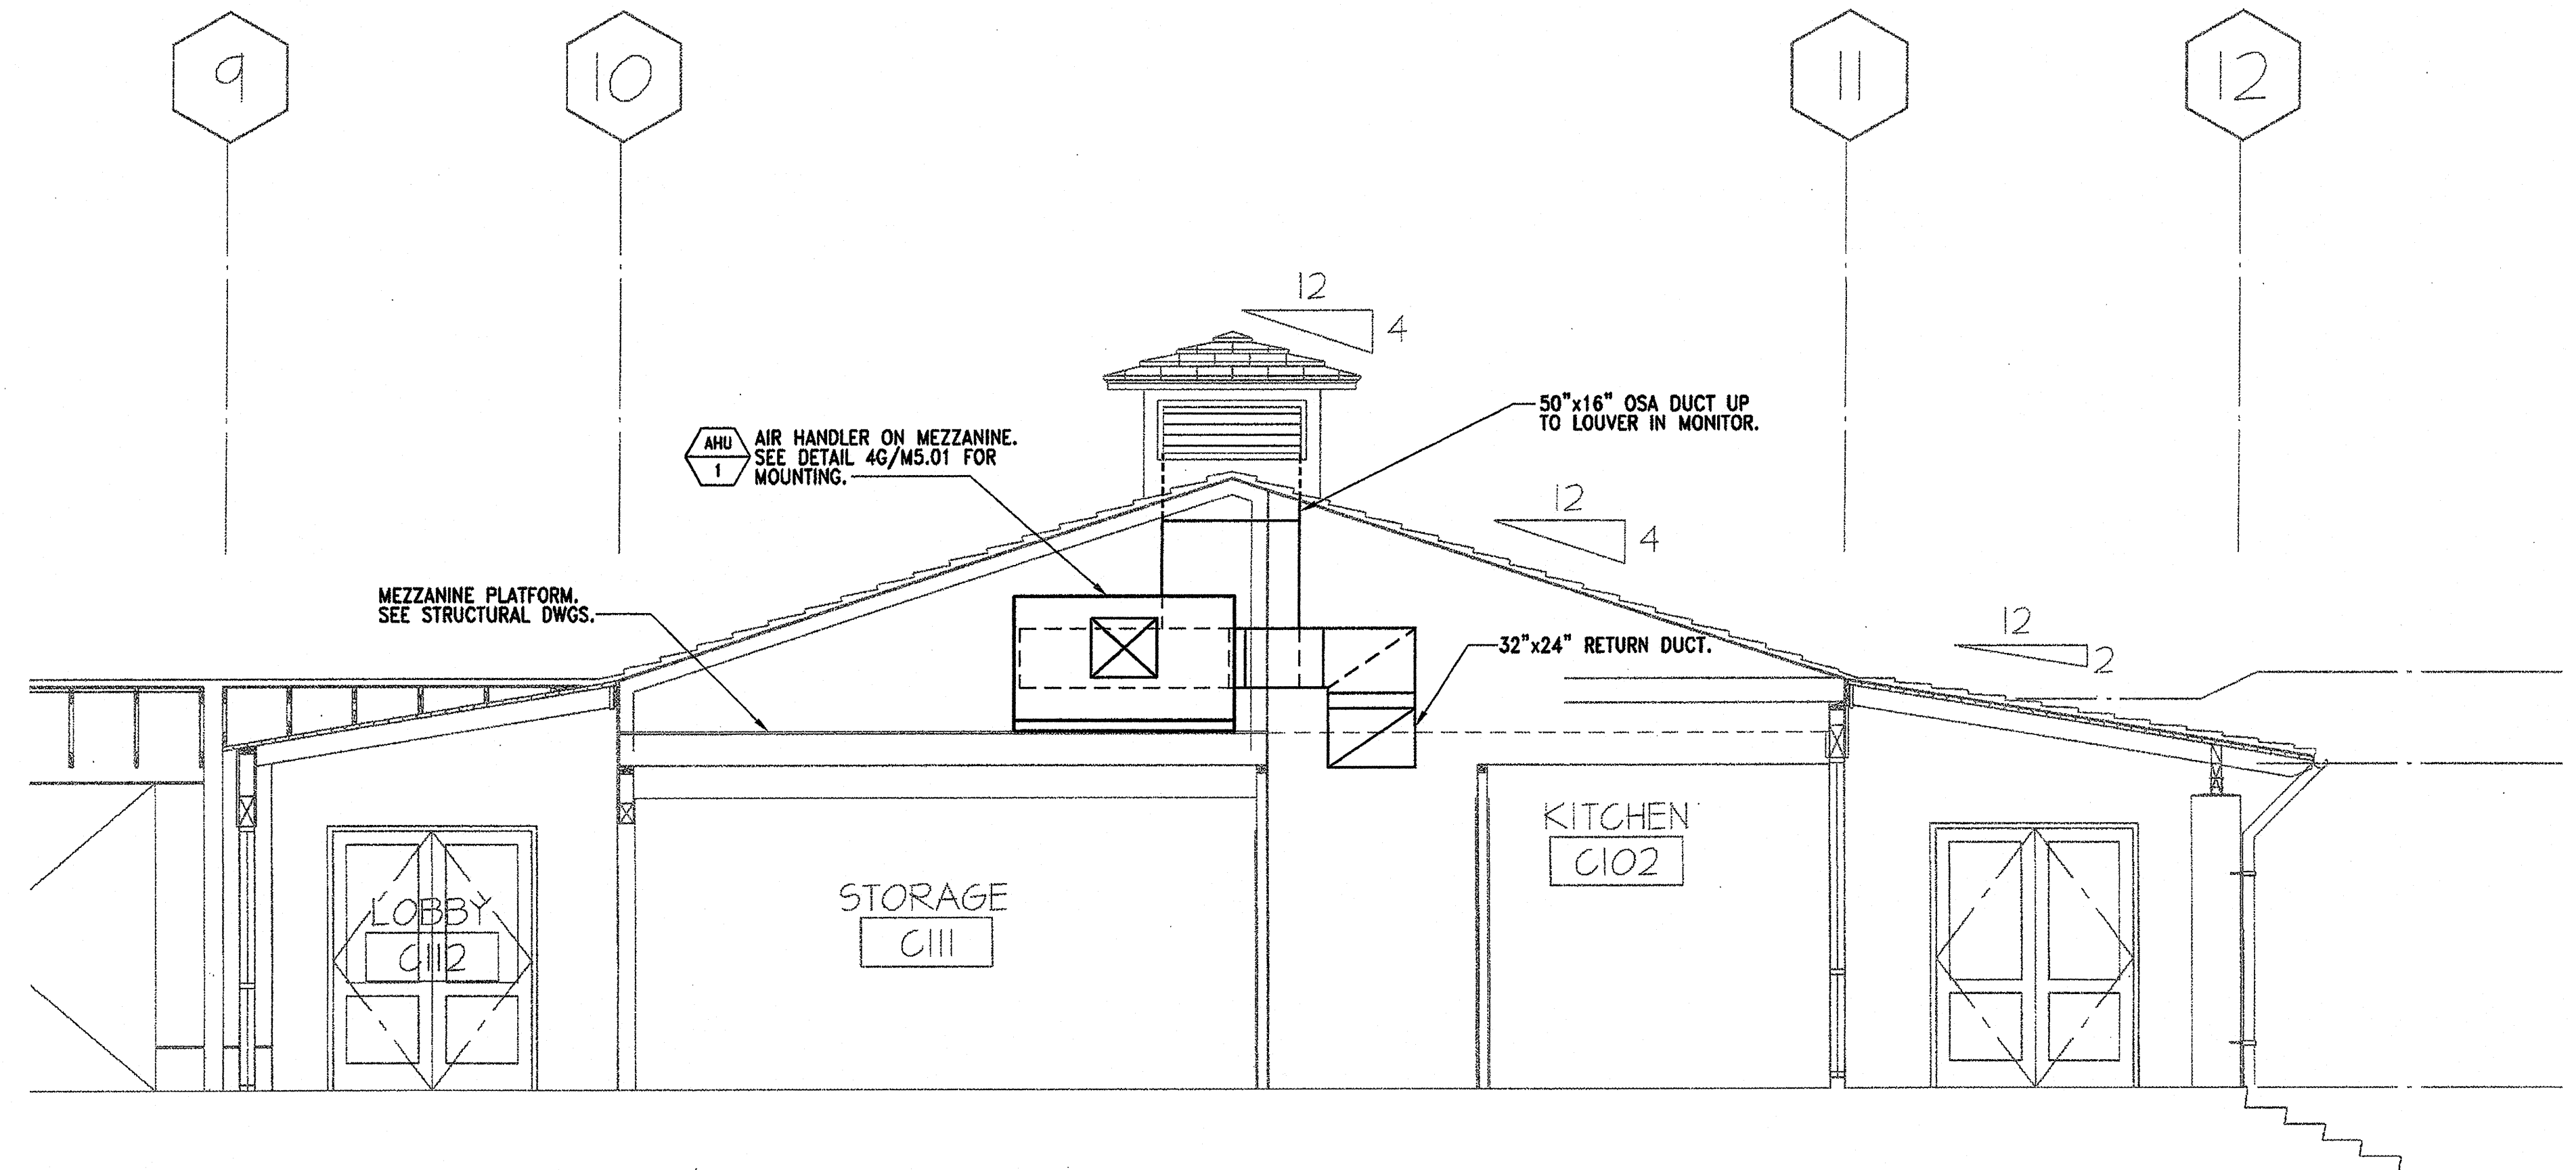 9
10
11
12
12
4
50"x16" OSA DUCT UP
TO LOUVER IN MONITOR.
AHU
1
AIR HANDLER ON MEZZANINE.
SEE DETAIL 4G/M5.01 FOR
MOUNTING.
12
4
MEZZANINE PLATFORM.
SEE STRUCTURAL DWGS.
12
2
32"x24" RETURN DUCT.
KITCHEN
C102
STORAGE
C111
LOBBY
C112